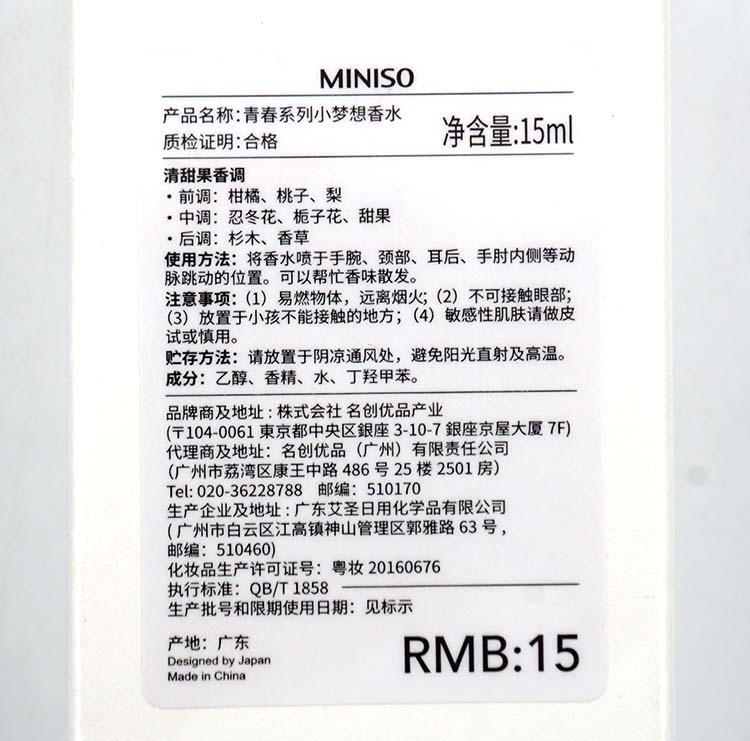 MINISO
产品名称:青春系列小梦想香水
质检证明:合格
净含量:15ml
清甜果香调
·前调：柑橘、桃子、梨
·中调：忍冬花、栀子花、甜果
·后调：杉木、香草
使用方法：将香水喷于手腕、颈部、耳后、手肘内侧等动
脉跳动的位置。可以帮忙香味散发。
注意事项：（1）易燃物体，远离烟火；（2）不可接触眼部；
（3）放置于小孩不能接触的地方；（4）敏感性肌肤请做皮
试或慎用。
贮存方法：请放置于阴凉通风处，避免阳光直射及高温。
成分：乙醇、香精、水、丁羟甲苯。
品牌商及地址：株式会社 名创优品产业
(〒104-0061 東京都中央区銀座 3-10-7 銀座京屋大厦 7F)
代理商及地址：名创优品（广州）有限责任公司
（广州市荔湾区康王中路 486 号 25 楼 2501 房）
Tel: 020-36228788 邮编：510170
生产企业及地址：广东艾圣日用化学品有限公司
( 广州市白云区江高镇神山管理区郭雅路 63 号，
邮编：510460)
化妆品生产许可证号：粤妆 20160676
执行标准：QB/T 1858
生产批号和限期使用日期：见标示
产地：广东
Designed by Japan
Made in China
RMB:15